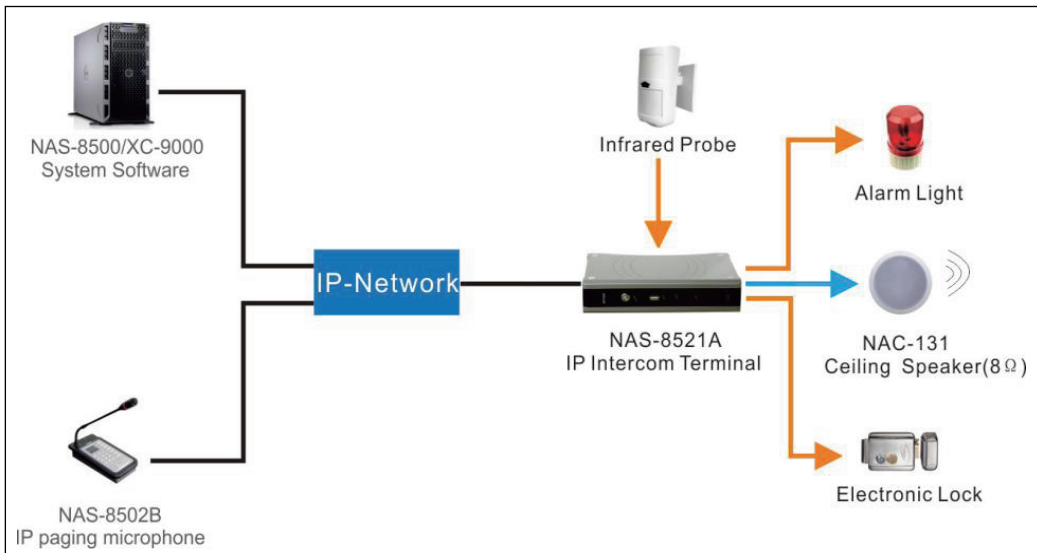 NAS-8500/XC-9000
System Software
Infrared Probe
Alarm Light
IP-Network
NAS-8521A
IP Intercom Terminal
NAC-131
Ceiling Speaker(8Ω)
NAS-8502B
IP paging microphone
Electronic Lock